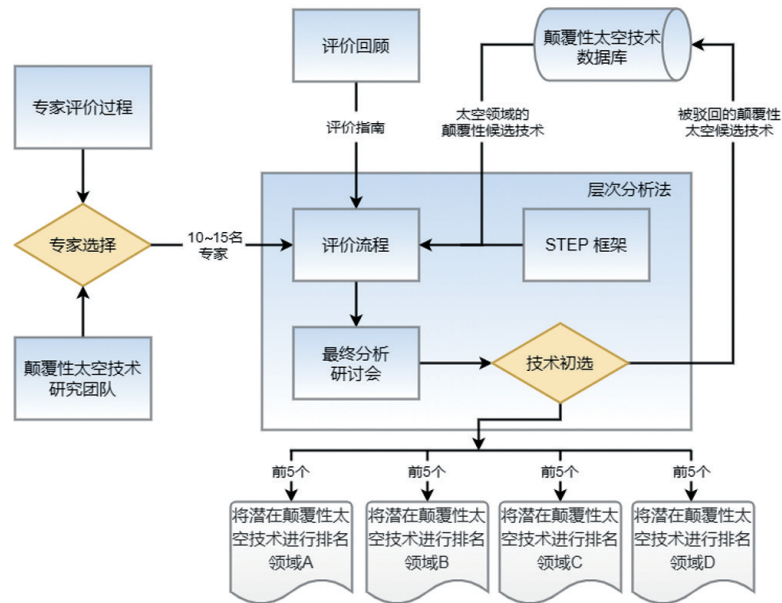 评价回顾
颠覆性太空技术
数据库
专家评价过程
评价指南
太空领域的
颠覆性候选技术
被驳回的颠覆性
太空候选技术
层次分析法
专家选择
10~15名
专家
评价流程
STEP 框架
颠覆性太空技术
研究团队
最终分析
研讨会
技术初选
前5个
前5个
前5个
前5个
将潜在颠覆性太
空技术进行排名
领域A
将潜在颠覆性太
空技术进行排名
领域B
将潜在颠覆性太
空技术进行排名
领域C
将潜在颠覆性太
空技术进行排名
领域D